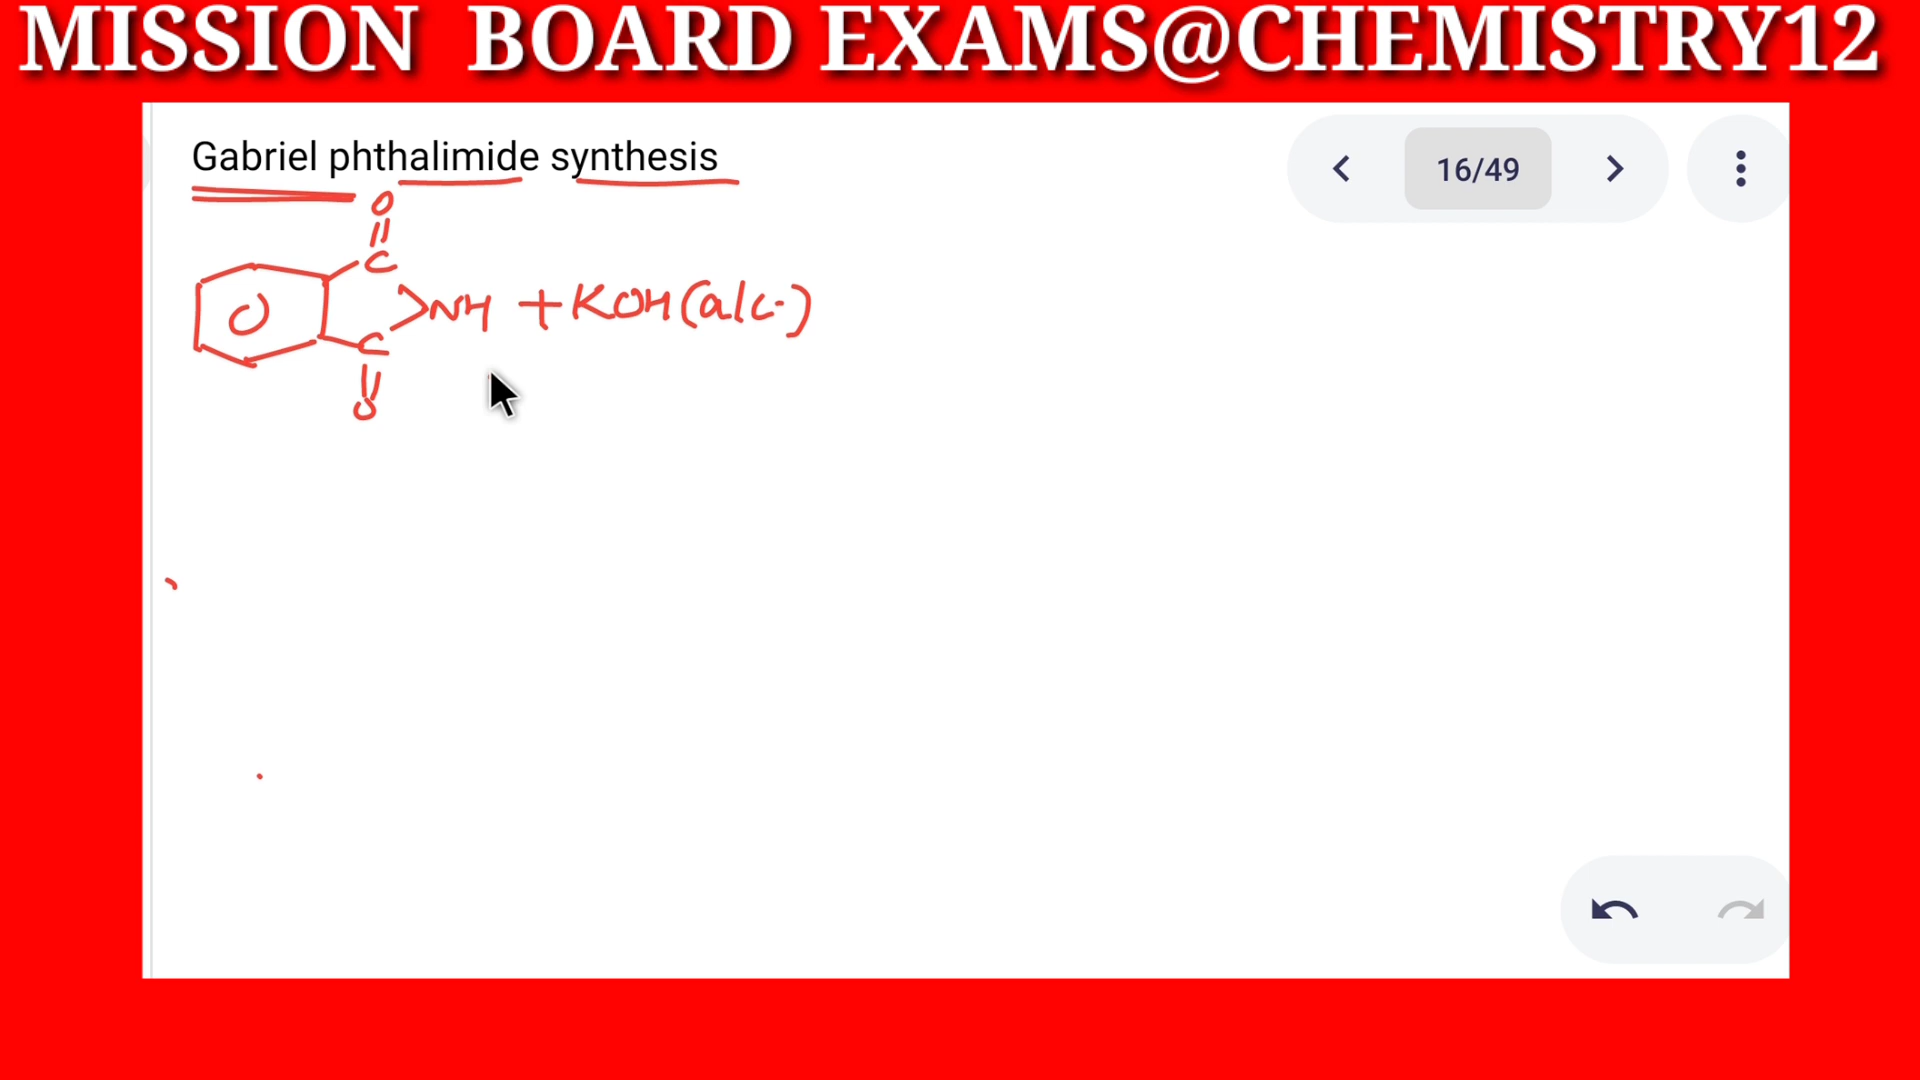 MISSION BOARD EXAMS@CHEMISTRY12
Gabriel phthalimide synthesis
16/49
O
C
NH + KOH (alc.)
C
O